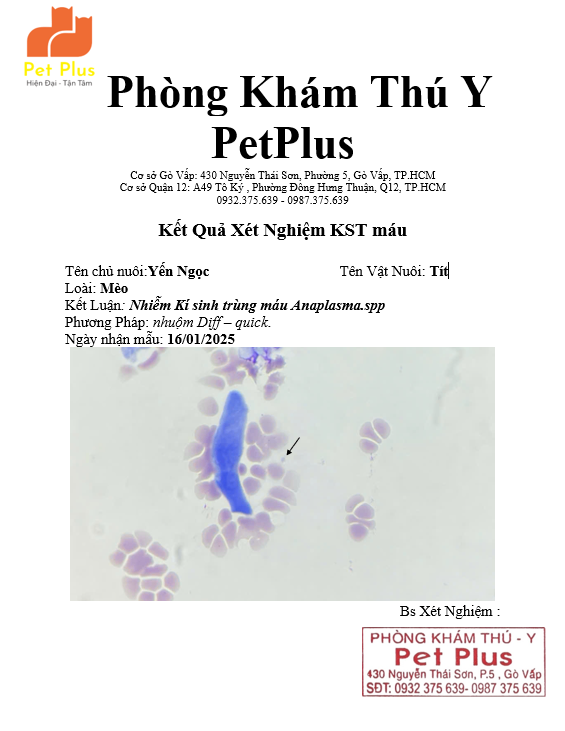 Pet Plus
Hiện Đại - Tận Tâm
Phòng Khám Thú Y
PetPlus
Cơ sở Gò Vấp: 430 Nguyễn Thái Sơn, Phường 5, Gò Vấp, TP.HCM
Cơ sở Quận 12: A49 Tô Ký , Phường Đông Hưng Thuận, Q12, TP.HCM
0932.375.639 - 0987.375.639
Kết Quả Xét Nghiệm KST máu
Tên chủ nuôi:Yến Ngọc Tên Vật Nuôi: Tít
Loài: Mèo
Kết Luận: Nhiễm Kí sinh trùng máu Anaplasma.spp
Phương Pháp: nhuộm Diff – quick.
Ngày nhận mẫu: 16/01/2025
Bs Xét Nghiệm :
PHÒNG KHÁM THÚ - Y
Pet Plus
430 Nguyễn Thái Sơn, P.5 , Gò Vấp
SĐT: 0932 375 639- 0987 375 639